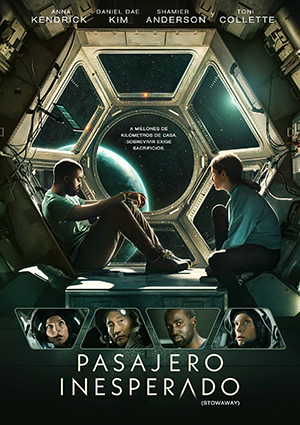 ANNA DANIEL DAE SHAMIER TONI
KENDRICK KIM ANDERSON COLLETTE
A MILLONES DE
KILÓMETROS DE CASA,
SOBREVIVIR EXIGE
SACRIFICIOS.
PASAJERO
INESPERADO
(STOWAWAY)